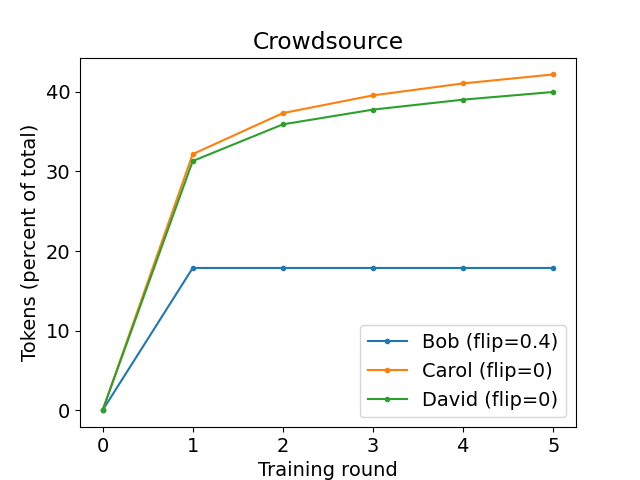 Crowdsource
Tokens (percent of total)
40
30
20
10
0
0 1 2 3 4 5
Training round
Bob (flip=0.4)
Carol (flip=0)
David (flip=0)